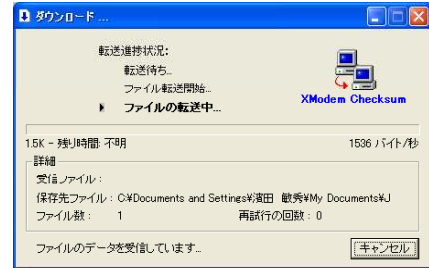 ダウンロード ...
転送進捗状況:
転送待ち...
ファイル転送開始...
ファイルの転送中...
XModem Checksum
1.5K - 残り時間: 不明
1536 バイト/秒
詳細
受信ファイル :
保存先ファイル : C:¥Documents and Settings¥濱田 敏秀¥My Documents¥J
ファイル数 : 1
再試行の回数 : 0
ファイルのデータを受信しています...
キャンセル